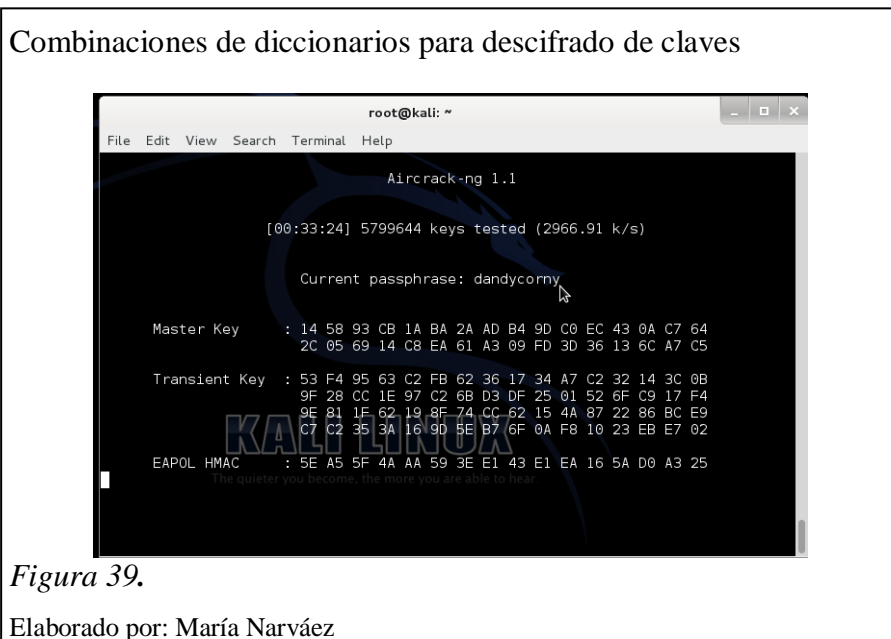 Combinaciones de diccionarios para descifrado de claves
root@kali: ~
File Edit View Search Terminal Help
Aircrack-ng 1.1
[00:33:24] 5799644 keys tested (2966.91 k/s)
Current passphrase: dandycorny
Master Key : 14 58 93 CB 1A BA 2A AD B4 9D C0 EC 43 0A C7 64
2C 05 69 14 C8 EA 61 A3 09 FD 3D 36 13 6C A7 C5
Transient Key : 53 F4 95 63 C2 FB 62 36 17 34 A7 C2 32 14 3C 0B
9F 28 CC 1E 97 C2 6B D3 DF 25 01 52 6F C9 17 F4
9E 81 1F 62 19 8F 74 CC 62 15 4A 87 22 86 BC E9
C7 C2 35 3A 16 9D 5E B7 6F 0A F8 10 23 EB E7 02
KALI LINUX
EAPOL HMAC : 5E A5 5F 4A AA 59 3E E1 43 E1 EA 16 5A D0 A3 25
The quieter you become, the more you are able to hear.
Figura 39.
Elaborado por: María Narváez